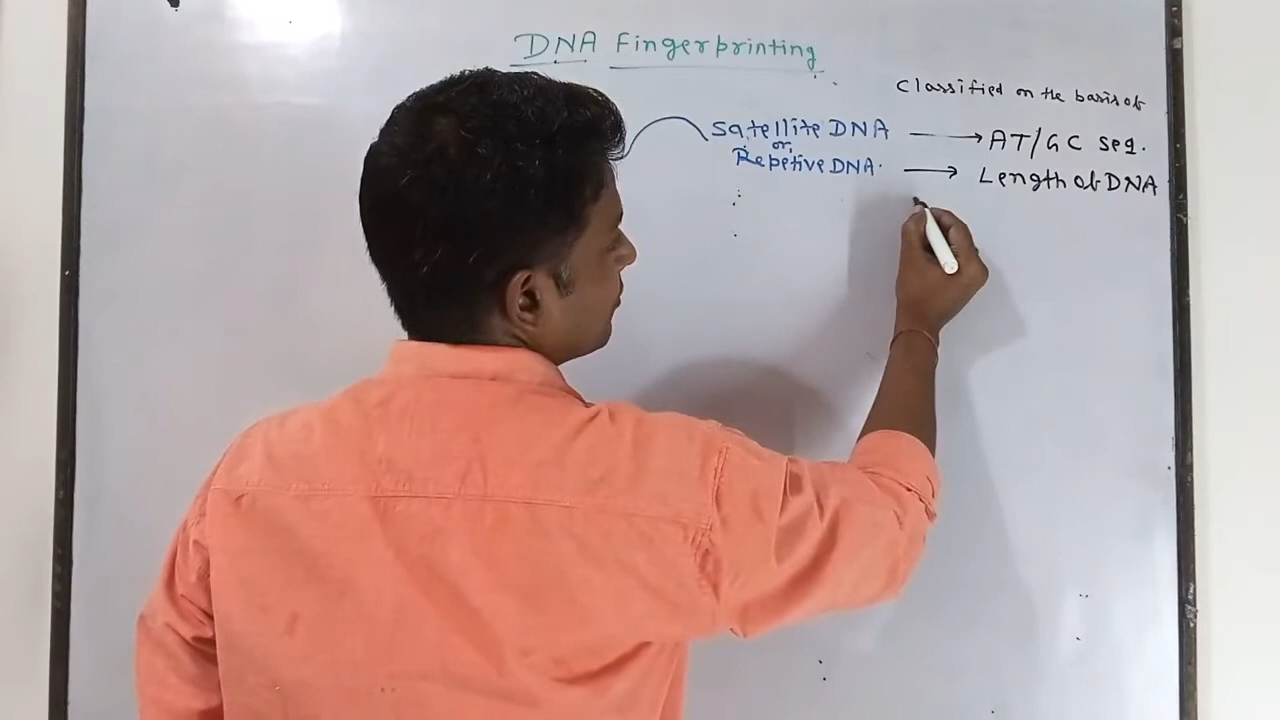 DNA Fingerprinting
Classified on the basis of
Satellite DNA → AT/GC seq.
or
Repetive DNA. → Length of DNA